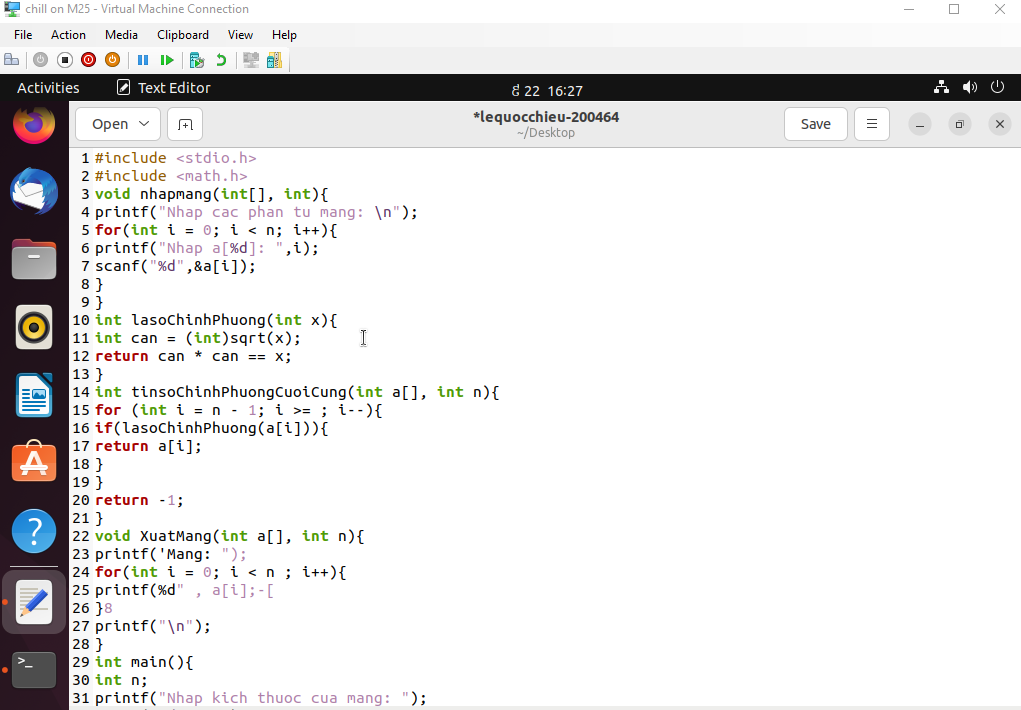 chill on M25 - Virtual Machine Connection
File Action Media Clipboard View Help
Activities Text Editor ಕ 22 16:27
Open *lequocchieu-200464 Save
~/Desktop
1 #include <stdio.h>
2 #include <math.h>
3 void nhapmang(int[], int){
4 printf("Nhap cac phan tu mang: \n");
5 for(int i = 0; i < n; i++){
6 printf("Nhap a[%d]: ",i);
7 scanf("%d",&a[i]);
8 }
9 }
10 int lasoChinhPhuong(int x){
11 int can = (int)sqrt(x);
12 return can * can == x;
13 }
14 int tinsoChinhPhuongCuoiCung(int a[], int n){
15 for (int i = n - 1; i >= ; i--){
16 if(lasoChinhPhuong(a[i])){
17 return a[i];
18 }
19 }
20 return -1;
21 }
22 void XuatMang(int a[], int n){
23 printf('Mang: ");
24 for(int i = 0; i < n ; i++){
25 printf(%d" , a[i];-[
26 }8
27 printf("\n");
28 }
29 int main(){
30 int n;
31 printf("Nhap kich thuoc cua mang: ");